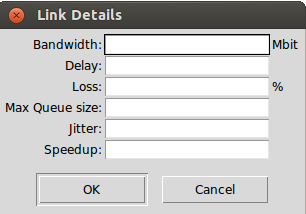 Link Details
Bandwidth: Mbit
Delay:
Loss: %
Max Queue size:
Jitter:
Speedup:
OK Cancel